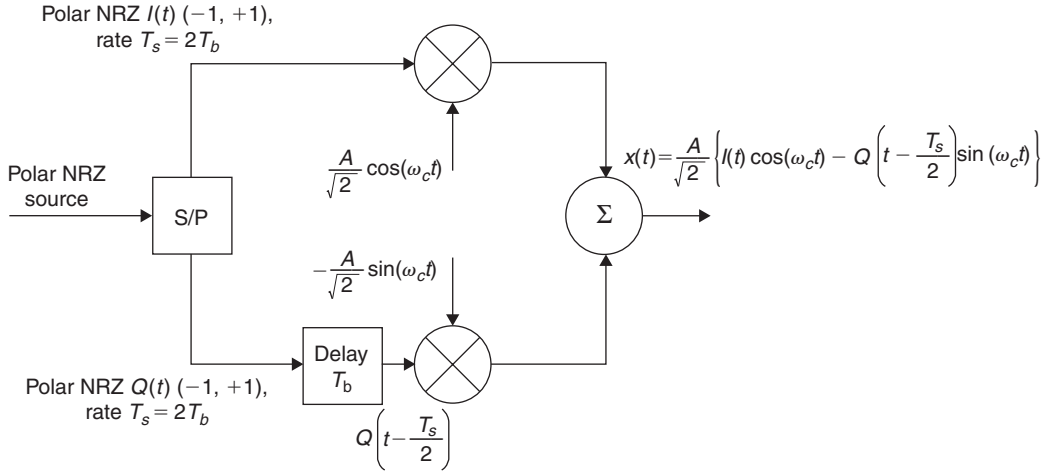 Polar NRZ I(t) (−1, +1),
rate T_s = 2T_b
A/√2 cos(ω_c t)
x(t) = A/√2 {I(t) cos(ω_c t) − Q(t − T_s/2) sin (ω_c t)}
Polar NRZ
source
S/P
Σ
−A/√2 sin(ω_c t)
Delay
T_b
Polar NRZ Q(t) (−1, +1),
rate T_s = 2T_b
Q(t − T_s/2)